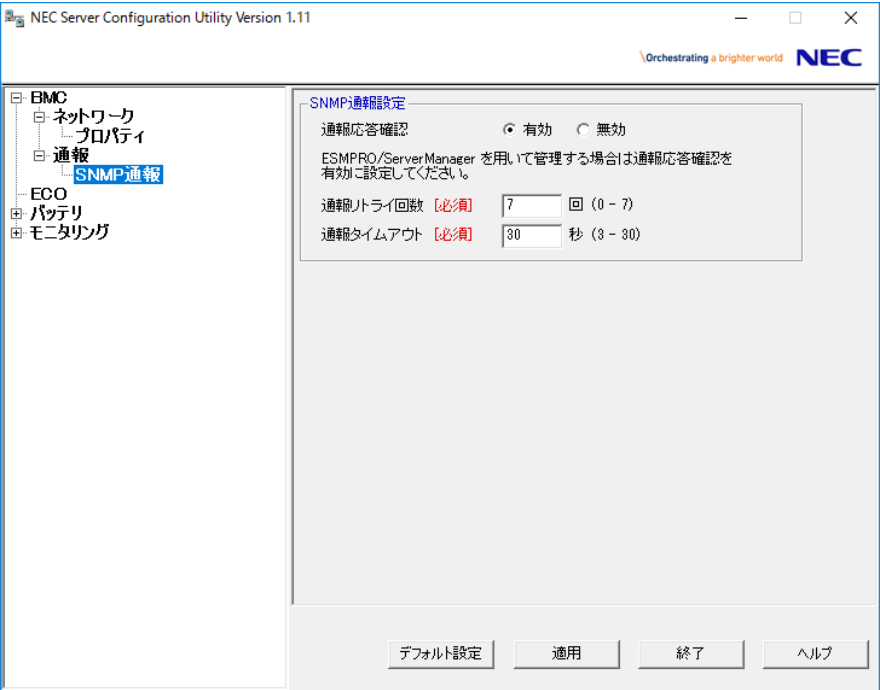 NEC Server Configuration Utility Version 1.11
\Orchestrating a brighter world NEC
BMC
ネットワーク
プロパティ
通報
SNMP通報
ECO
バッテリ
モニタリング
SNMP通報設定
通報応答確認 有効 無効
ESMPRO/ServerManager を用いて管理する場合は通報応答確認を
有効に設定してください。
通報リトライ回数 [必須] 7 回 (0 - 7)
通報タイムアウト [必須] 30 秒 (3 - 30)
デフォルト設定 適用 終了 ヘルプ